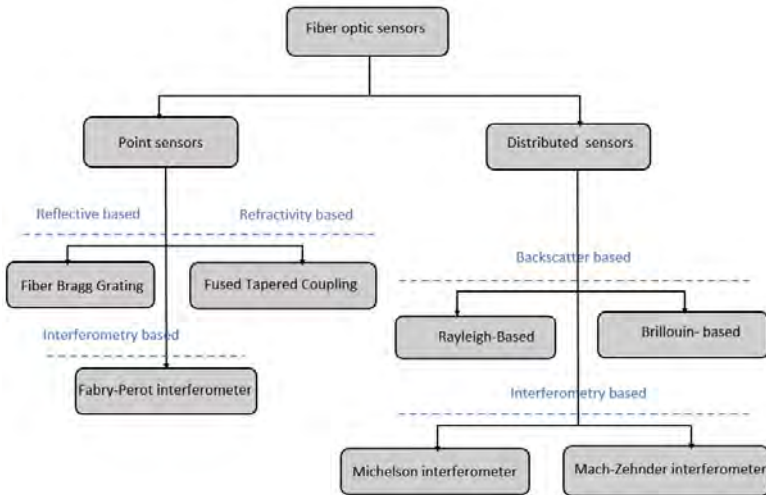 Fiber optic sensors
Point sensors
Distributed sensors
Reflective based
Refractivity based
Fiber Bragg Grating
Fused Tapered Coupling
Interferometry based
Fabry-Perot interferometer
Backscatter based
Rayleigh-Based
Brillouin- based
Interferometry based
Michelson interferometer
Mach-Zehnder interferometer